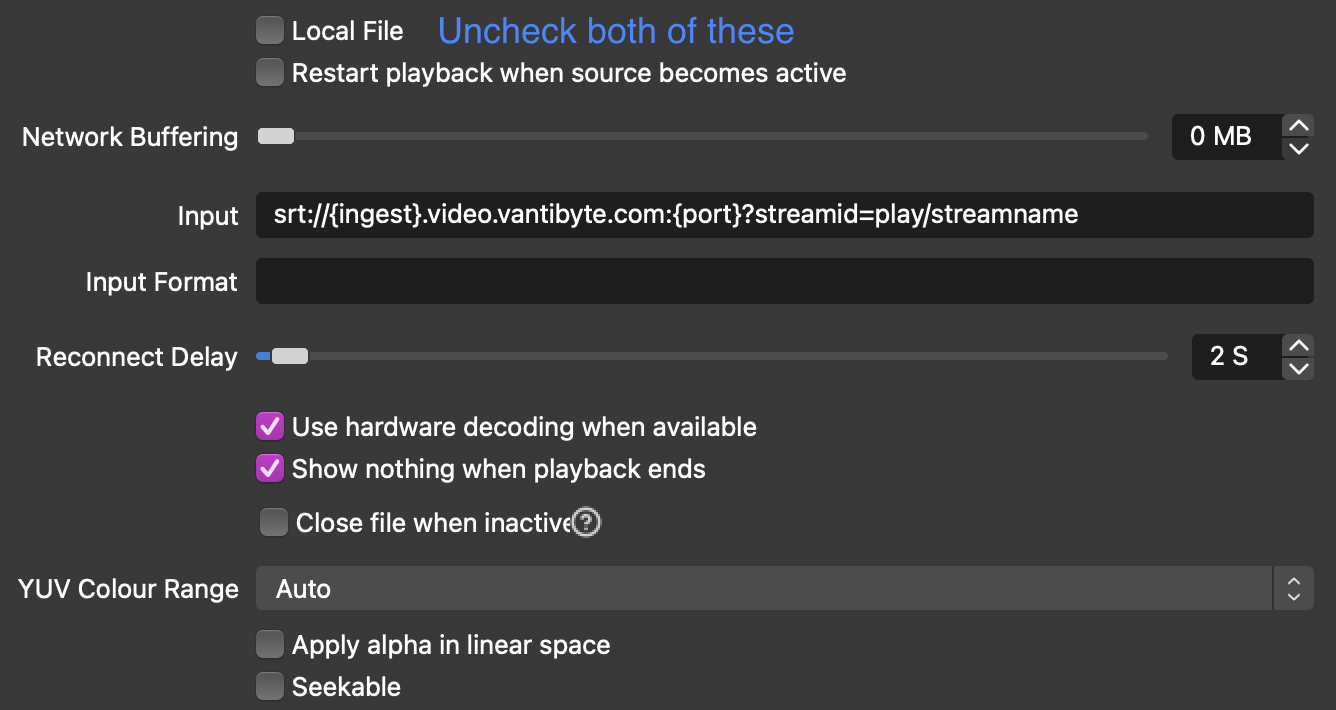 Local File Uncheck both of these
Restart playback when source becomes active
Network Buffering 0 MB
Input srt://{ingest}.video.vantibyte.com:{port}?streamid=play/streamname
Input Format
Reconnect Delay 2 S
Use hardware decoding when available
Show nothing when playback ends
Close file when inactive ?
YUV Colour Range Auto
Apply alpha in linear space
Seekable